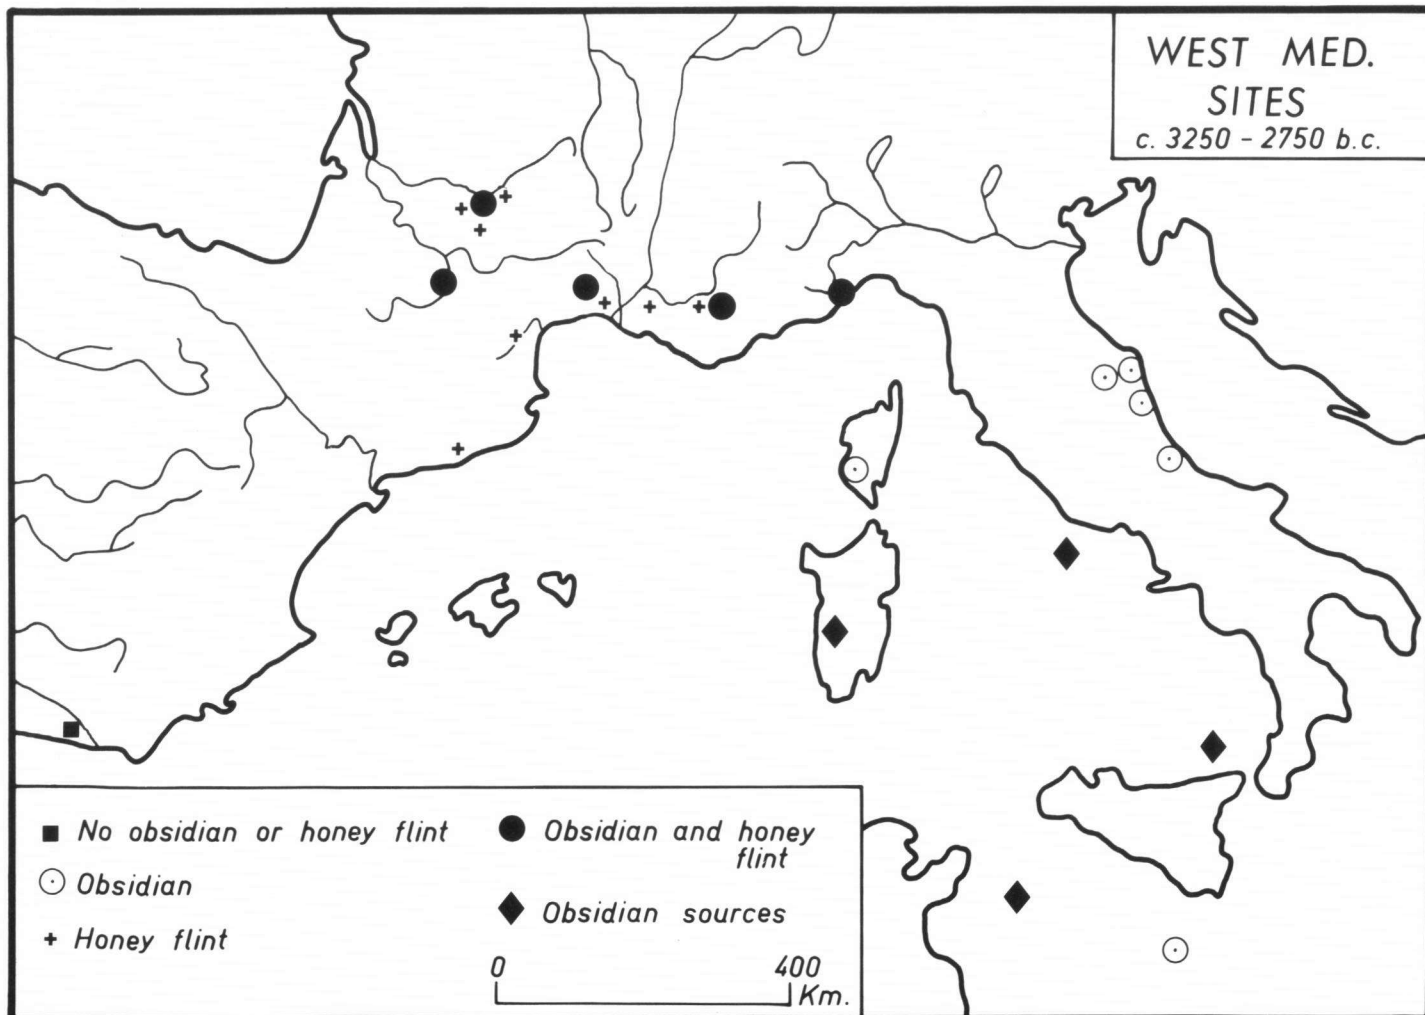 WEST MED.
SITES
c. 3250 - 2750 b.c.
No obsidian or honey flint
Obsidian
Honey flint
Obsidian and honey
flint
Obsidian sources
0 400
Km.